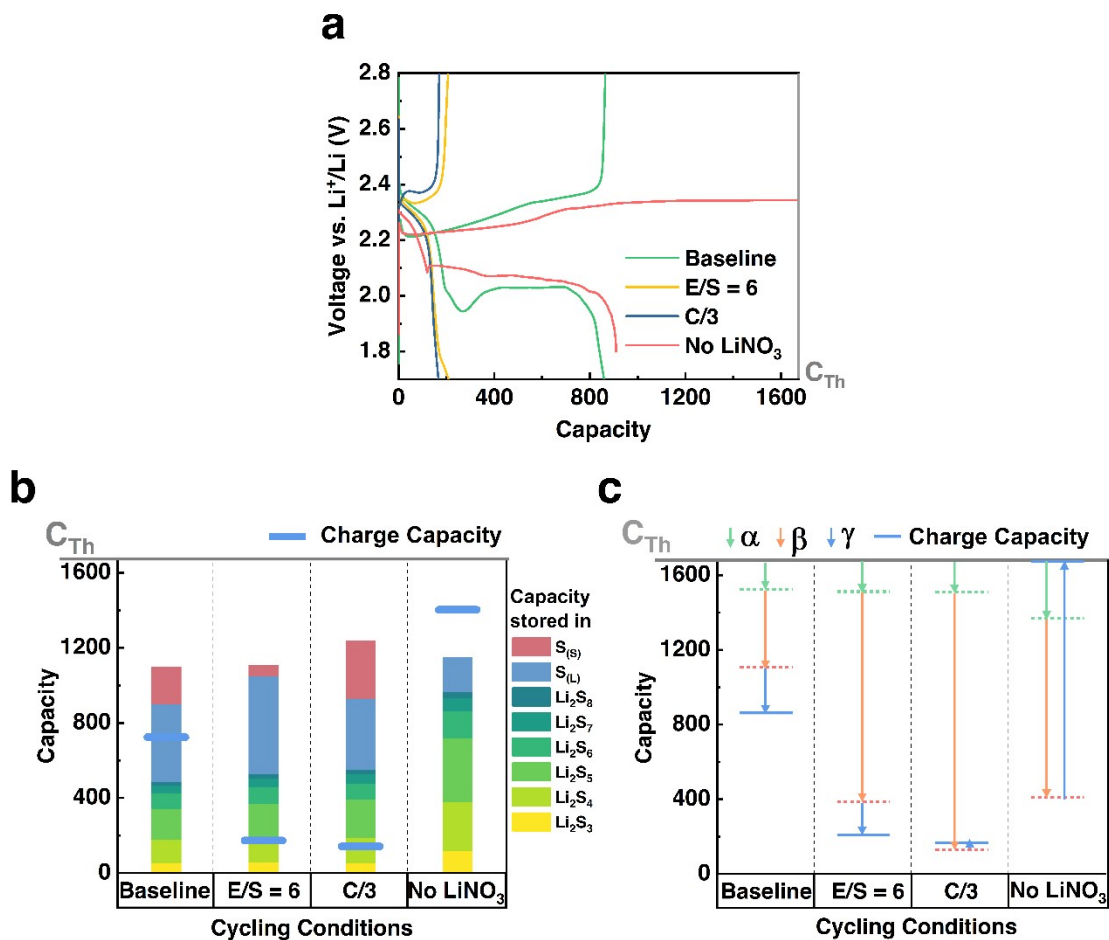 a
2.8
2.6
2.4
2.2
2.0
1.8
Voltage vs. Li⁺/Li (V)
Baseline
E/S = 6
C/3
No LiNO₃
0
400
800
1200
1600
C_Th
Capacity
b
C_Th
Charge Capacity
1600
1200
800
400
0
Capacity
Capacity
stored in
S₍S₎
S₍L₎
Li₂S₈
Li₂S₇
Li₂S₆
Li₂S₅
Li₂S₄
Li₂S₃
Baseline
E/S = 6
C/3
No LiNO₃
Cycling Conditions
c
C_Th
α
β
γ
Charge Capacity
1600
1200
800
400
0
Capacity
Baseline
E/S = 6
C/3
No LiNO₃
Cycling Conditions